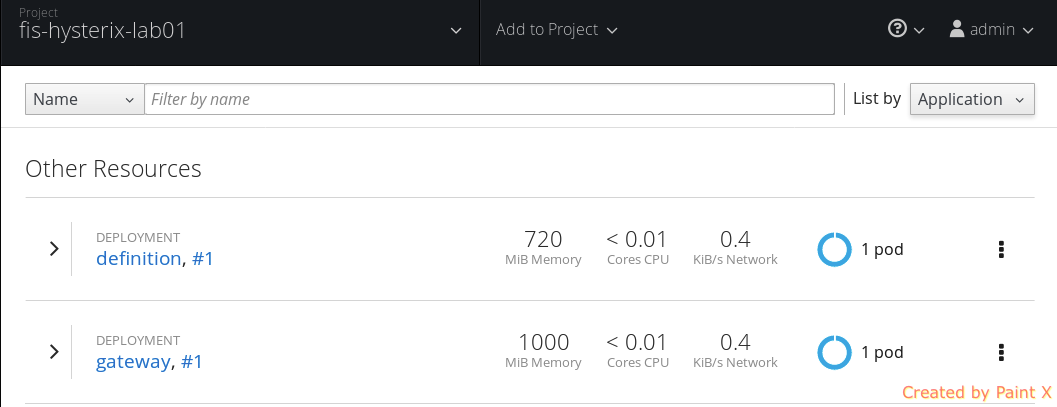 Project
fis-hysterix-lab01
Add to Project
admin
Name
Filter by name
List by
Application
Other Resources
DEPLOYMENT
definition, #1
720
MiB Memory
< 0.01
Cores CPU
0.4
KiB/s Network
1 pod
DEPLOYMENT
gateway, #1
1000
MiB Memory
< 0.01
Cores CPU
0.4
KiB/s Network
1 pod
Created by Paint X